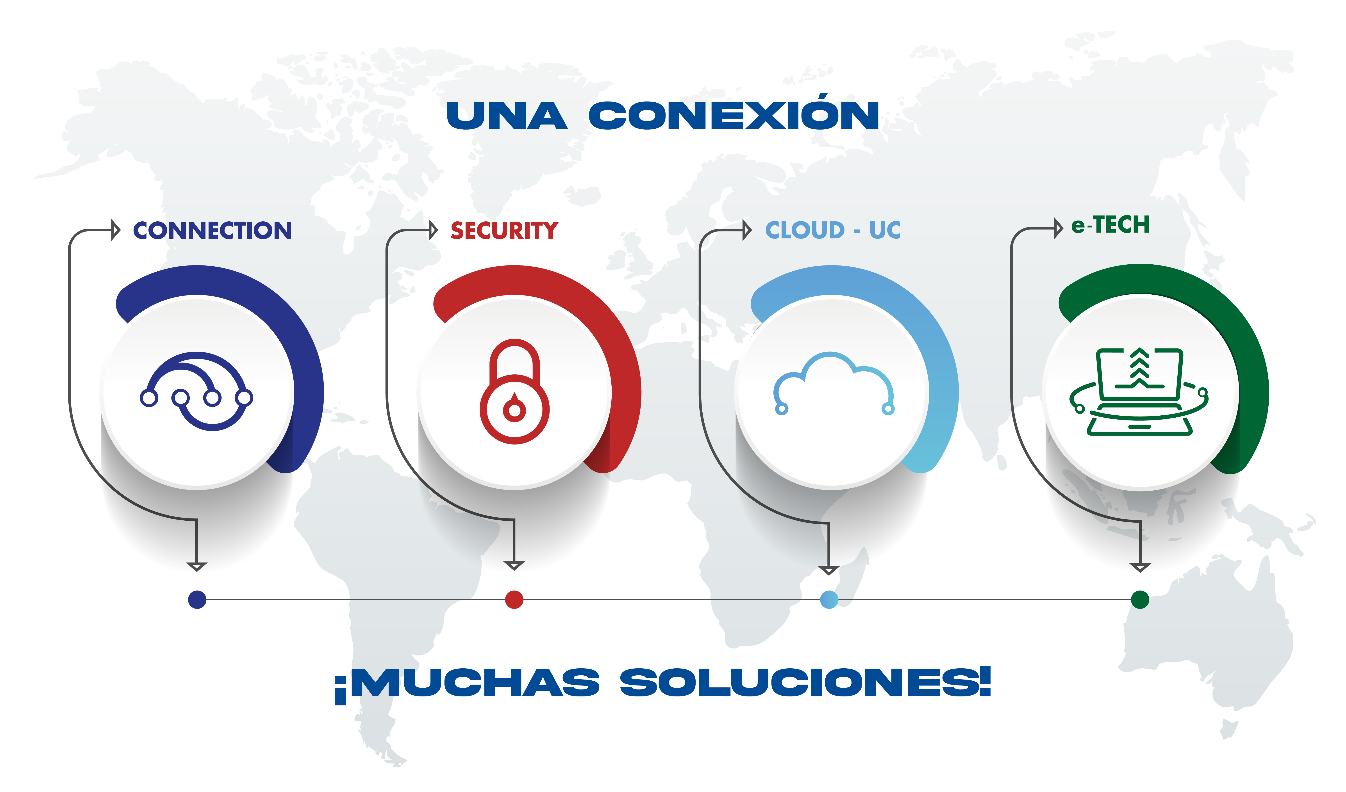 UNA CONEXIÓN
CONNECTION
SECURITY
CLOUD - UC
e-TECH
¡MUCHAS SOLUCIONES!